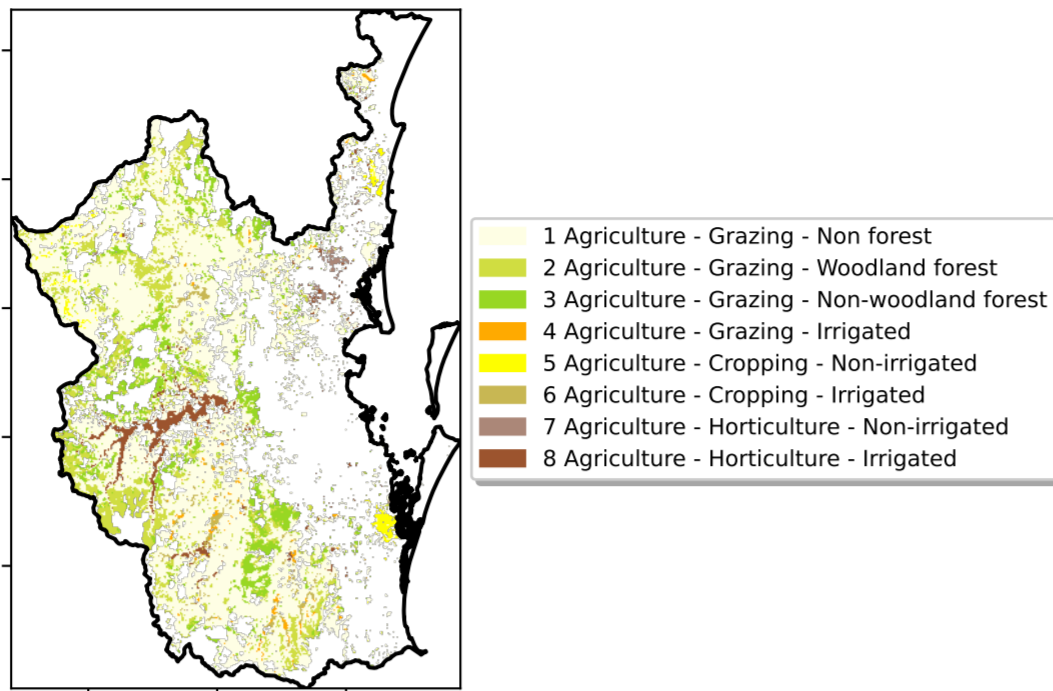 1 Agriculture - Grazing - Non forest
2 Agriculture - Grazing - Woodland forest
3 Agriculture - Grazing - Non-woodland forest
4 Agriculture - Grazing - Irrigated
5 Agriculture - Cropping - Non-irrigated
6 Agriculture - Cropping - Irrigated
7 Agriculture - Horticulture - Non-irrigated
8 Agriculture - Horticulture - Irrigated